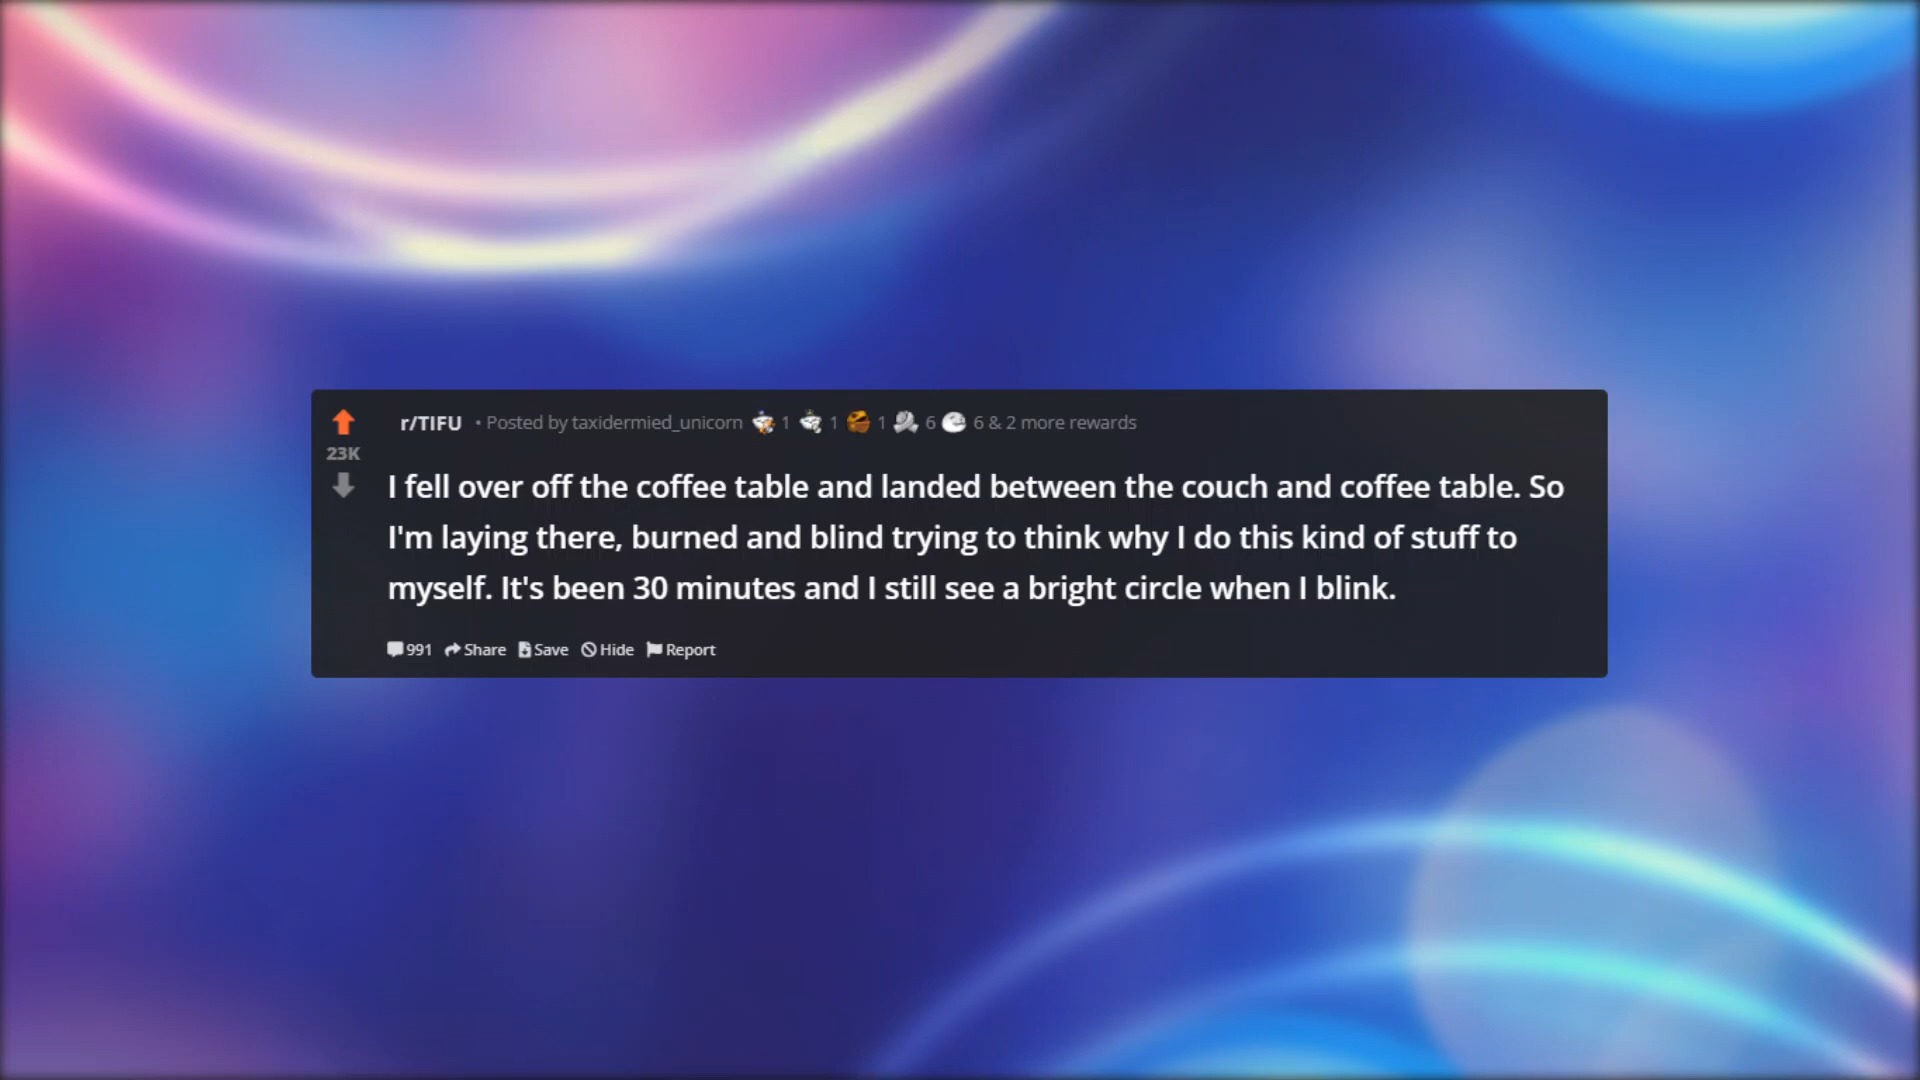 r/TIFU • Posted by taxidermied_unicorn 1 1 1 6 6 & 2 more rewards
23K
I fell over off the coffee table and landed between the couch and coffee table. So
I'm laying there, burned and blind trying to think why I do this kind of stuff to
myself. It's been 30 minutes and I still see a bright circle when I blink.
991 Share Save Hide Report